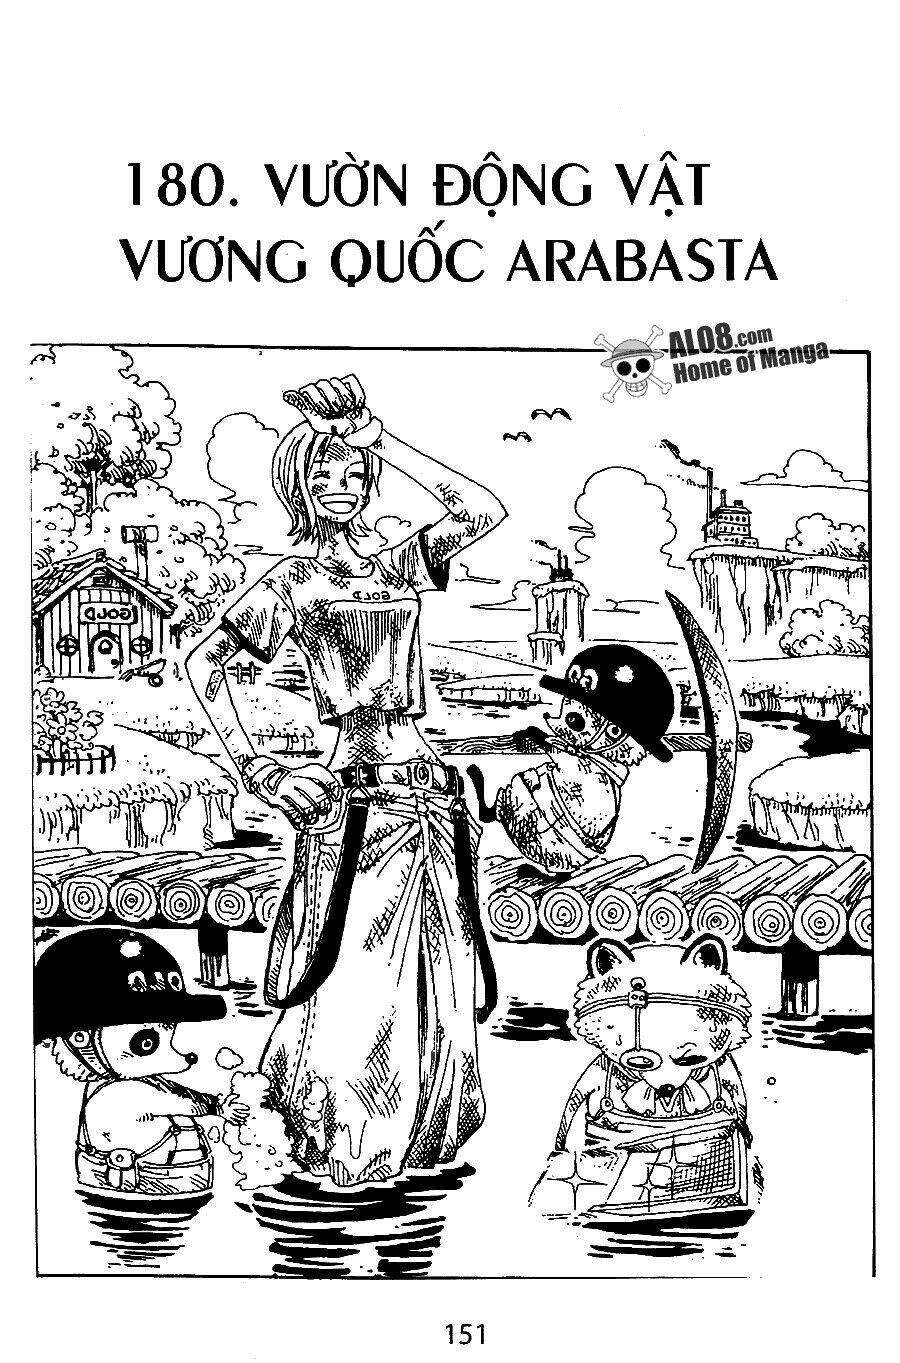 180. VƯỜN ĐỘNG VẬT
VƯƠNG QUỐC ARABASTA
ALO8.com
Home of Manga
GOLD
GOLD
151